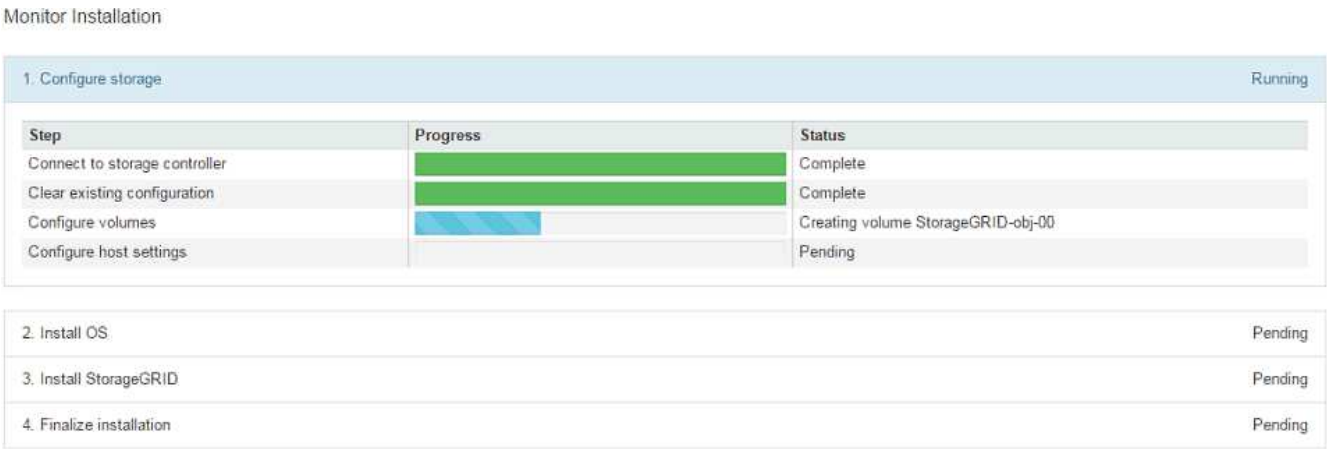 Monitor Installation
1. Configure storage Running
Step Progress Status
Connect to storage controller Complete
Clear existing configuration Complete
Configure volumes Creating volume StorageGRID-obj-00
Configure host settings Pending
2. Install OS Pending
3. Install StorageGRID Pending
4. Finalize installation Pending